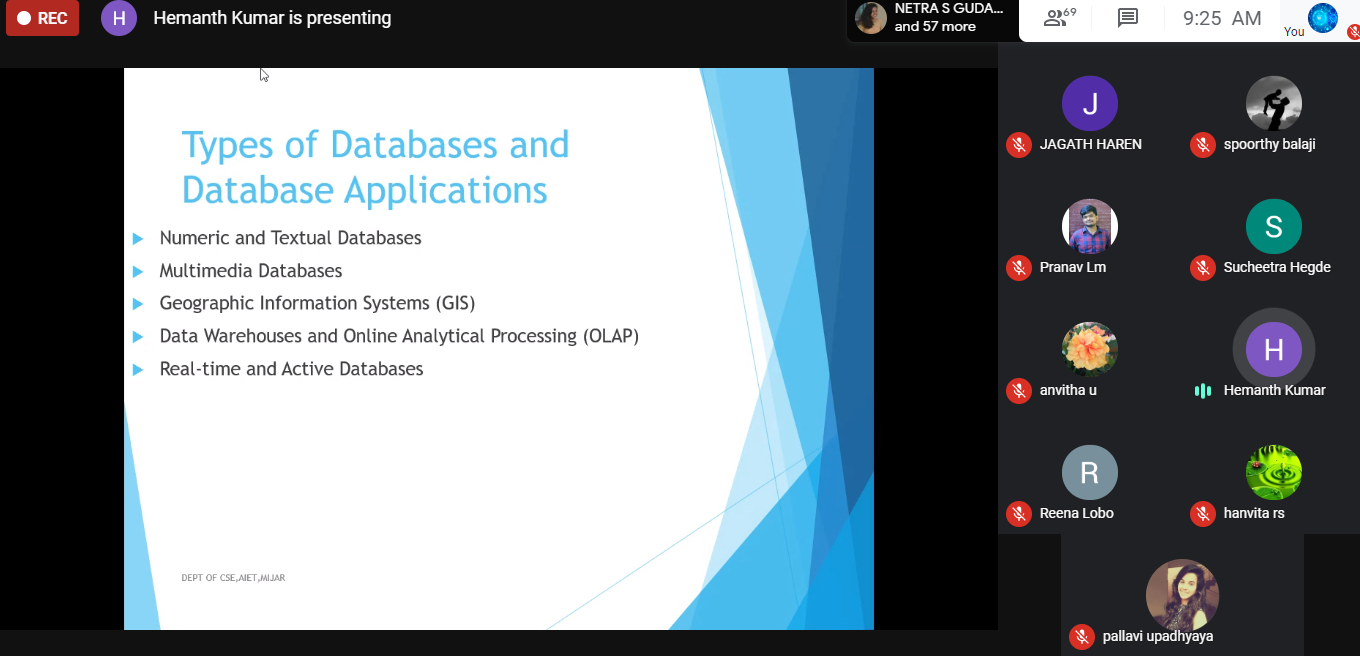 REC
H
Hemanth Kumar is presenting
NETRA S GUDA...
and 57 more
69
9:25 AM
You
Types of Databases and
Database Applications
Numeric and Textual Databases
Multimedia Databases
Geographic Information Systems (GIS)
Data Warehouses and Online Analytical Processing (OLAP)
Real-time and Active Databases
DEPT OF CSE,AIET,MIJAR
J
JAGATH HAREN
spoorthy balaji
Pranav Lm
S
Sucheetra Hegde
anvitha u
H
Hemanth Kumar
R
Reena Lobo
hanvita rs
pallavi upadhyaya